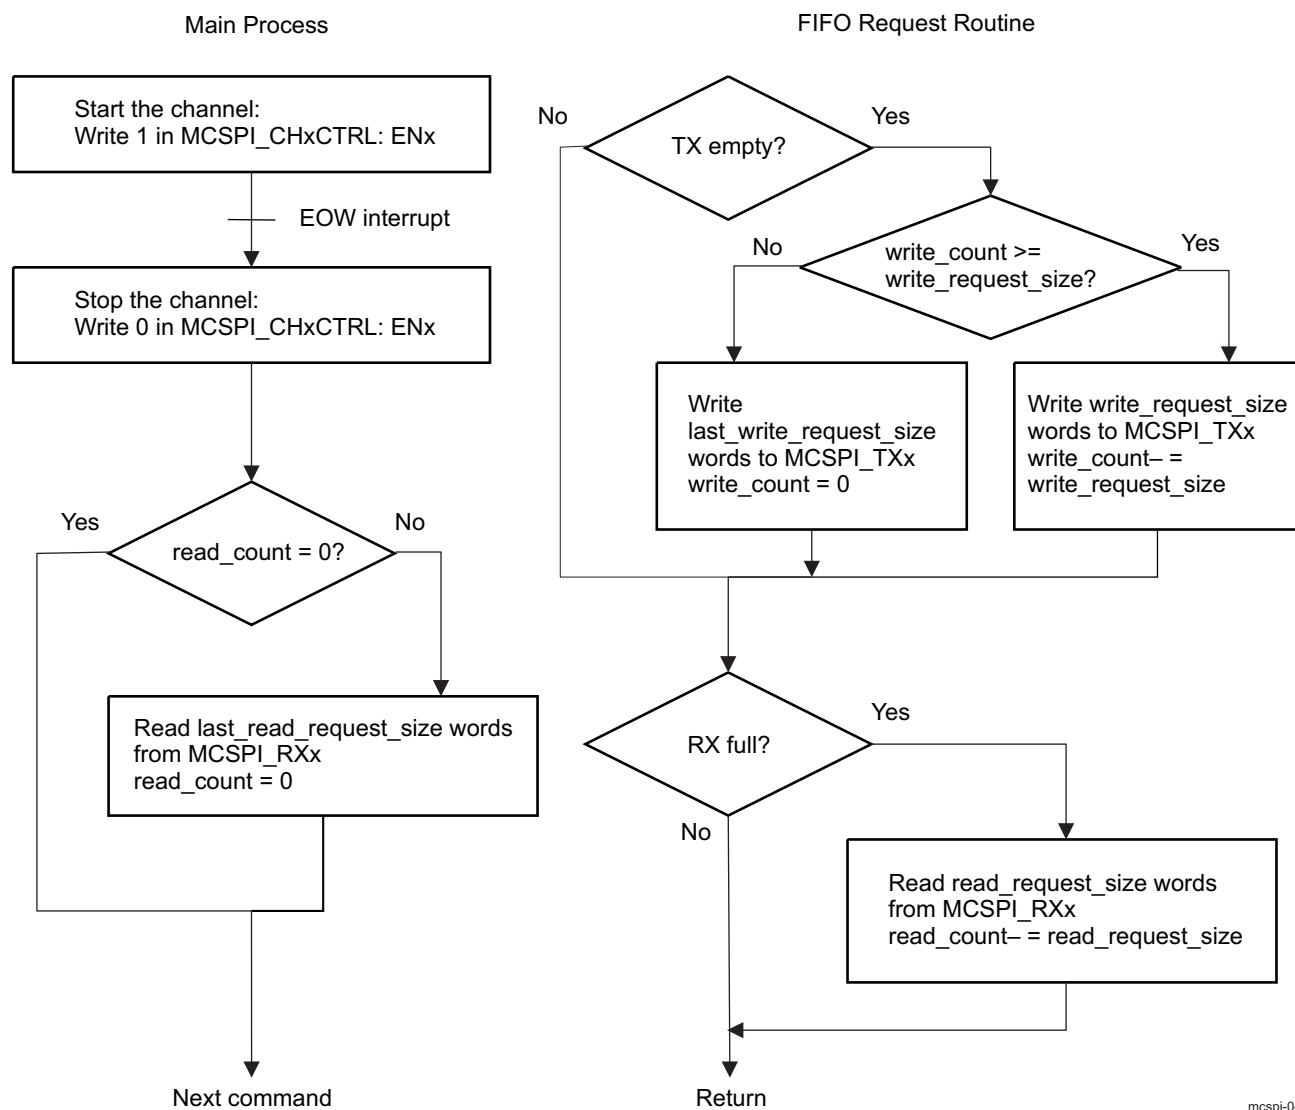 Main Process
Start the channel:
Write 1 in MCSPI_CHxCTRL: ENx
EOW interrupt
Stop the channel:
Write 0 in MCSPI_CHxCTRL: ENx
Yes
No
read_count = 0?
Read last_read_request_size words
from MCSPI_RXx
read_count = 0
Next command
FIFO Request Routine
No
Yes
TX empty?
No
Yes
write_count >=
write_request_size?
Write
last_write_request_size
words to MCSPI_TXx
write_count = 0
Write write_request_size
words to MCSPI_TXx
write_count– =
write_request_size
Yes
RX full?
No
Read read_request_size words
from MCSPI_RXx
read_count– = read_request_size
Return